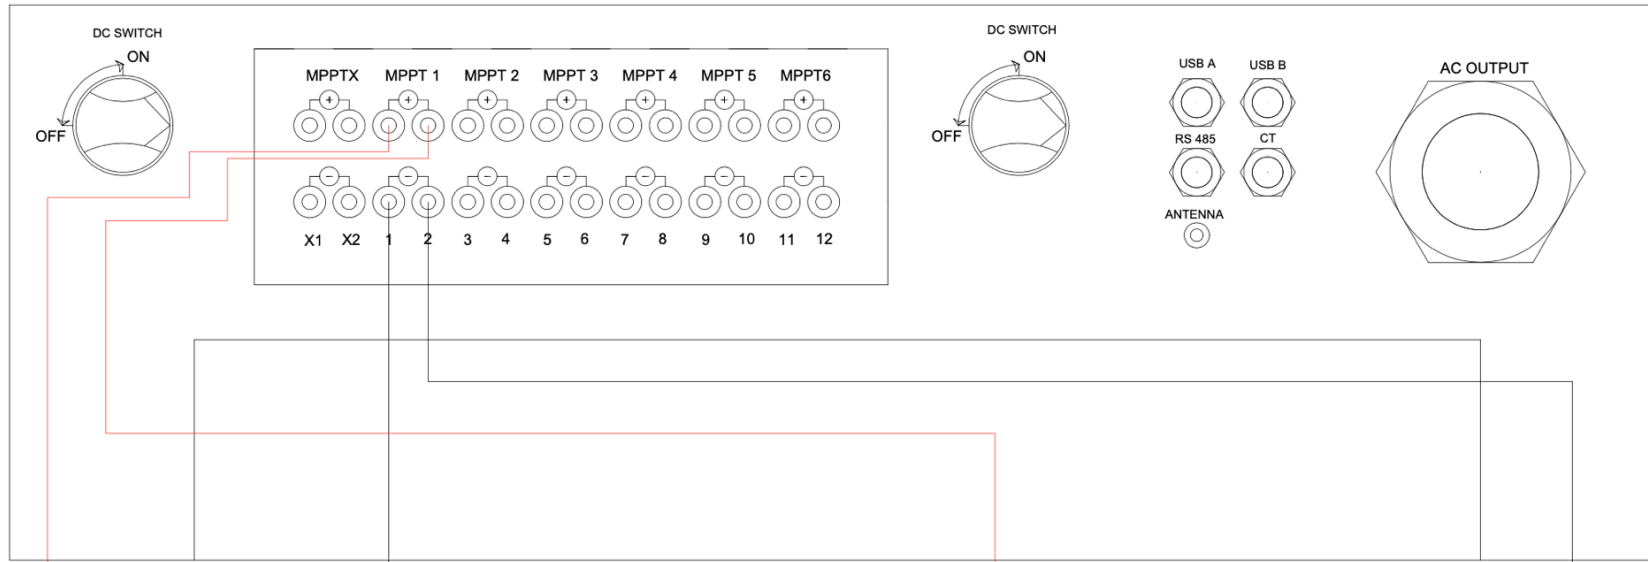 DC SWITCH
ON
OFF
MPPTX MPPT 1 MPPT 2 MPPT 3 MPPT 4 MPPT 5 MPPT6
+ + + + + + +
- - - - - - -
X1 X2 1 2 3 4 5 6 7 8 9 10 11 12
DC SWITCH
ON
OFF
USB A USB B
RS 485 CT
ANTENNA
AC OUTPUT